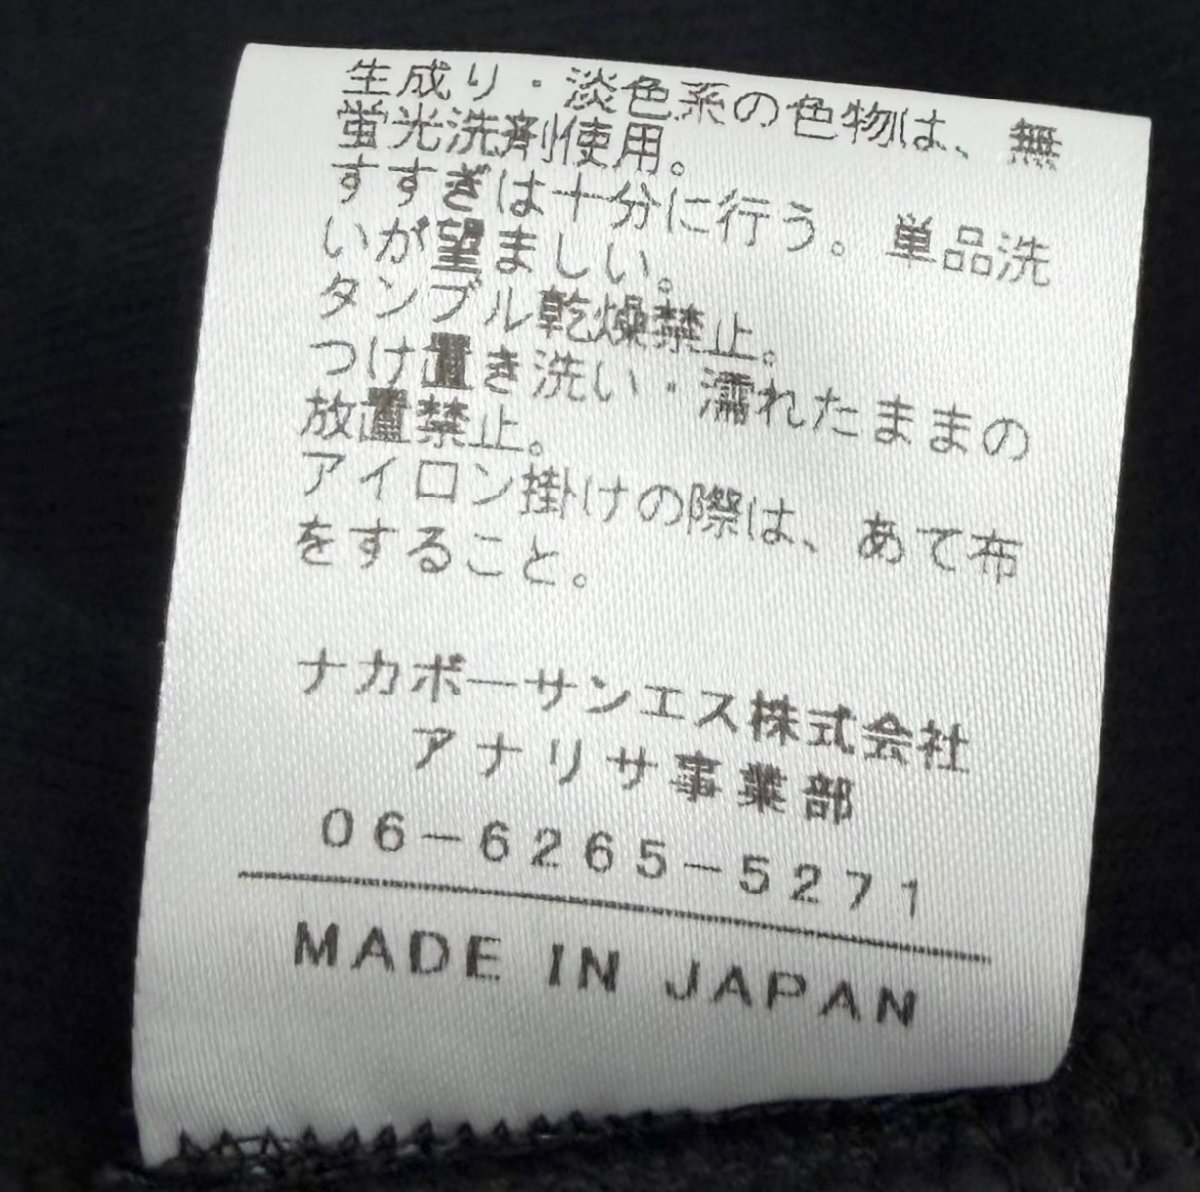 生成り・淡色系の色物は、無
蛍光洗剤使用。
すすぎは十分に行う。単品洗
いが望ましい。
タンブル乾燥禁止。
つけ置き洗い・濡れたままの
放置禁止。
アイロン掛けの際は、あて布
をすること。
ナカボーサンエス株式会社
アナリサ事業部
06-6265-5271
MADE IN JAPAN